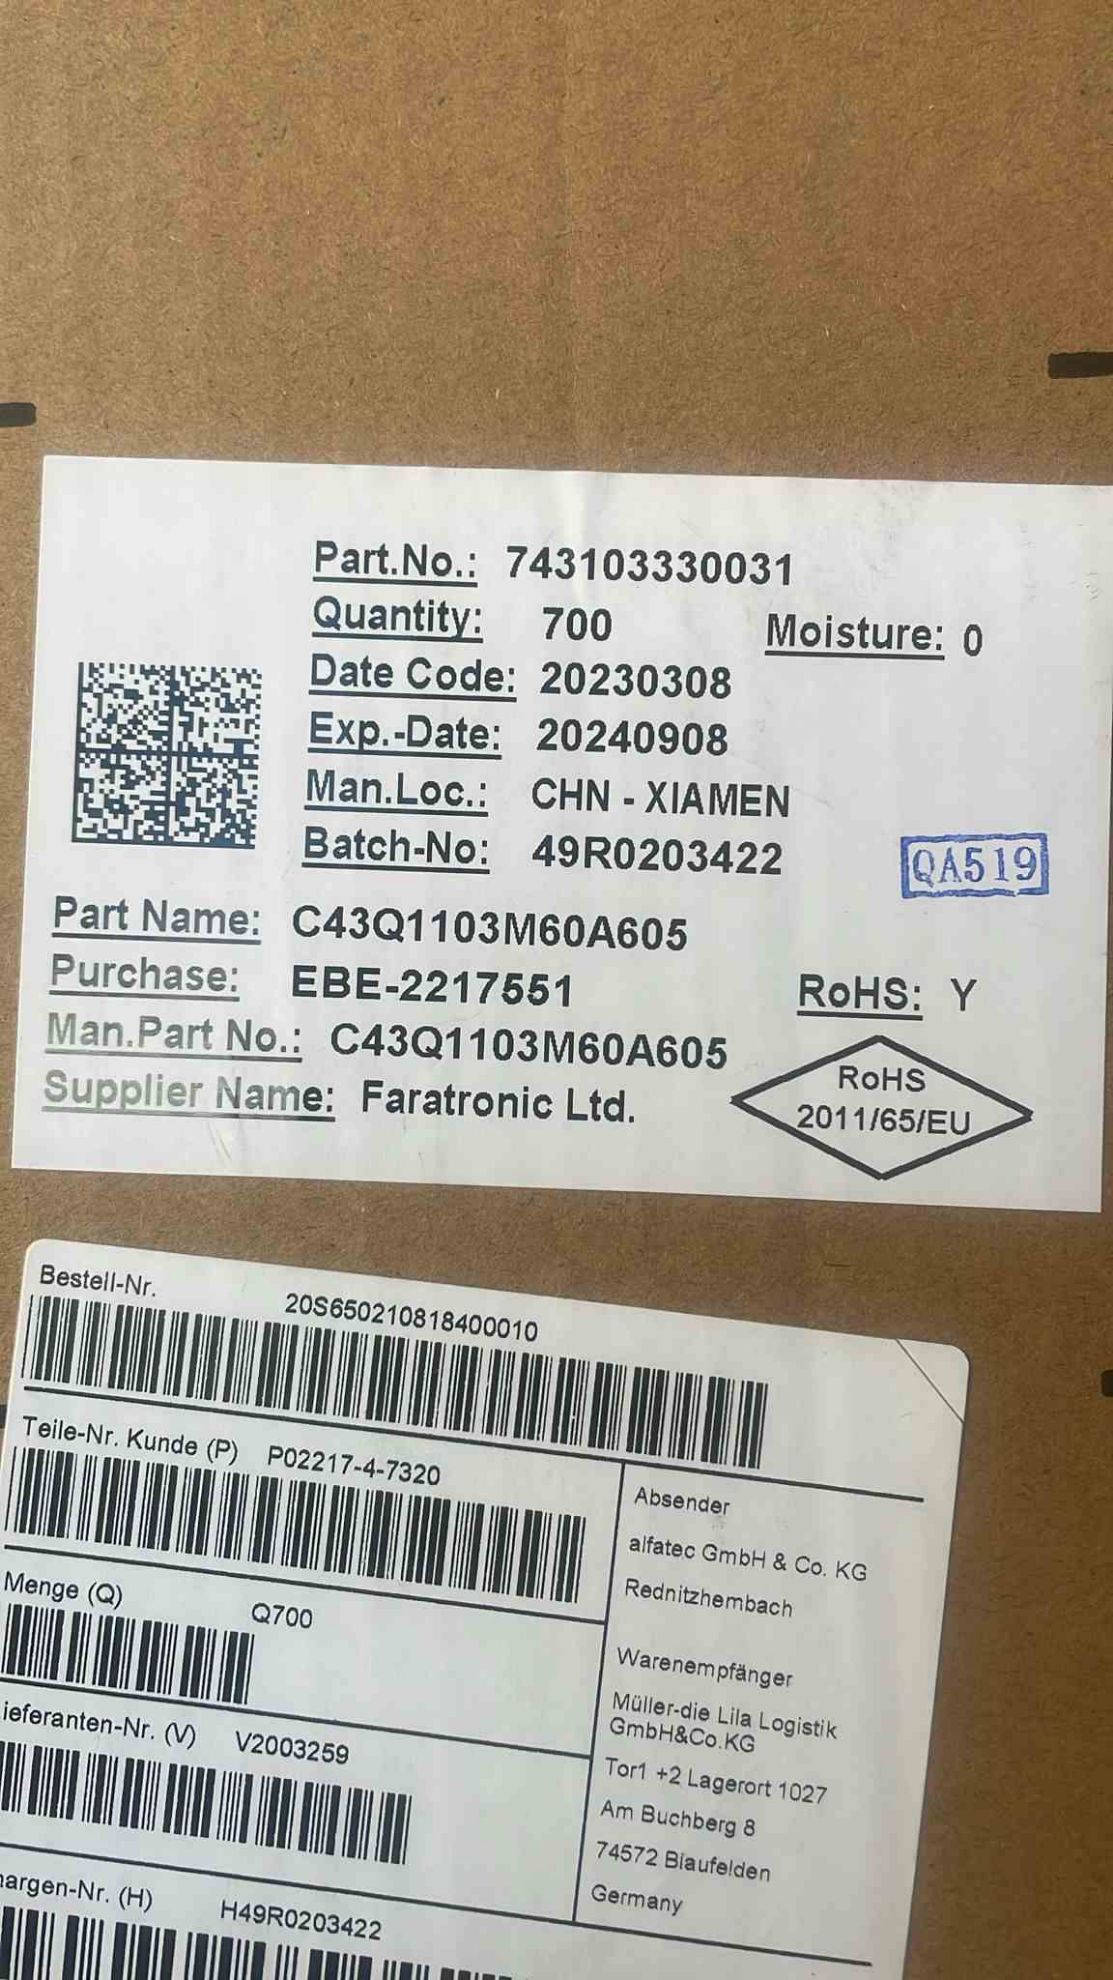 Part.No.: 743103330031
Quantity: 700 Moisture: 0
Date Code: 20230308
Exp.-Date: 20240908
Man.Loc.: CHN - XIAMEN
Batch-No: 49R0203422
QA519
Part Name: C43Q1103M60A605
Purchase: EBE-2217551
RoHS: Y
Man.Part No.: C43Q1103M60A605
Supplier Name: Faratronic Ltd.
RoHS
2011/65/EU
Bestell-Nr. 20S650210818400010
Teile-Nr. Kunde (P) P02217-4-7320
Menge (Q) Q700
ieferanten-Nr. (V) V2003259
argen-Nr. (H) H49R0203422
Absender
alfatec GmbH & Co. KG
Rednitzhembach
Warenempfänger
Müller-die Lila Logistik
GmbH&Co.KG
Tor1 +2 Lagerort 1027
Am Buchberg 8
74572 Blaufelden
Germany